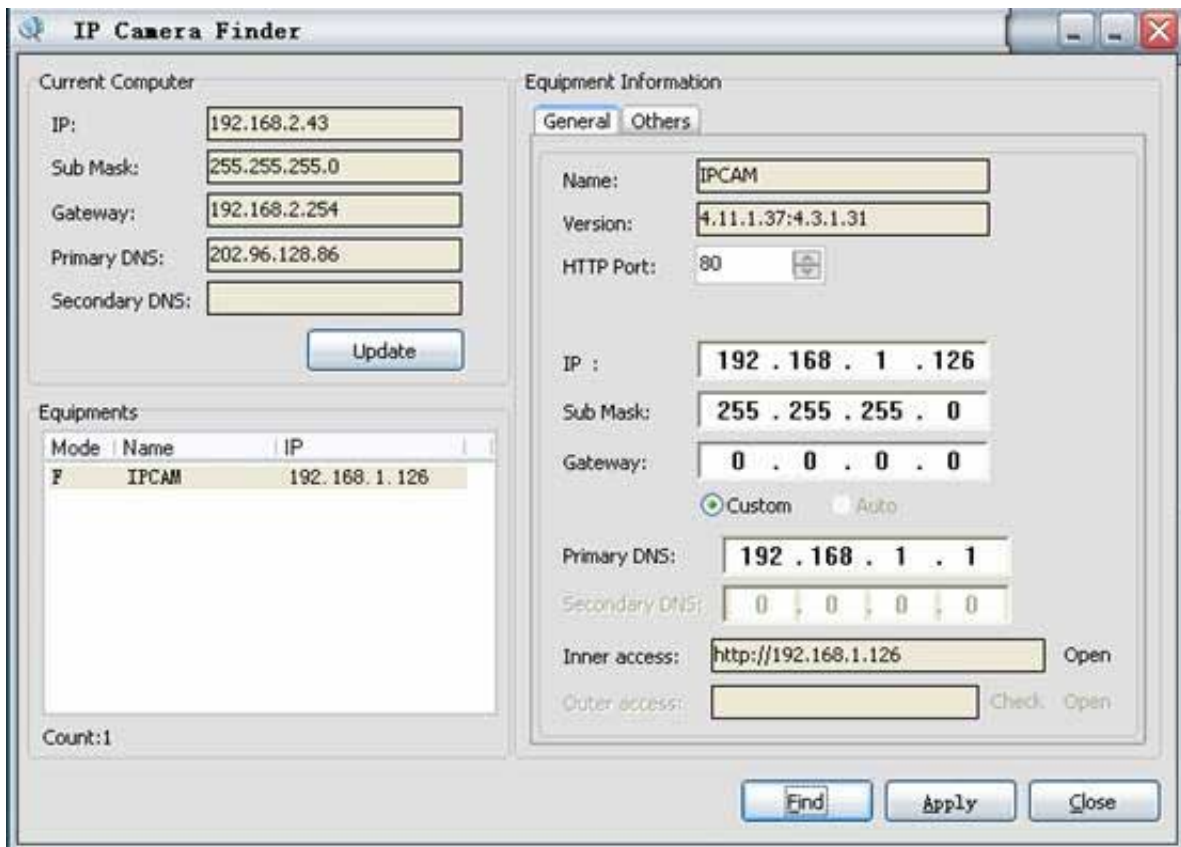 IP Camera Finder
Current Computer
IP: 192.168.2.43
Sub Mask: 255.255.255.0
Gateway: 192.168.2.254
Primary DNS: 202.96.128.86
Secondary DNS:
Update
Equipments
Mode Name IP
F IPCAM 192.168.1.126
Count:1
Equipment Information
General Others
Name: IPCAM
Version: 4.11.1.37:4.3.1.31
HTTP Port: 80
IP : 192 . 168 . 1 . 126
Sub Mask: 255 . 255 . 255 . 0
Gateway: 0 . 0 . 0 . 0
Custom Auto
Primary DNS: 192 . 168 . 1 . 1
Secondary DNS: 0 . 0 . 0 . 0
Inner access: http://192.168.1.126 Open
Outer access: Check Open
Find Apply Close